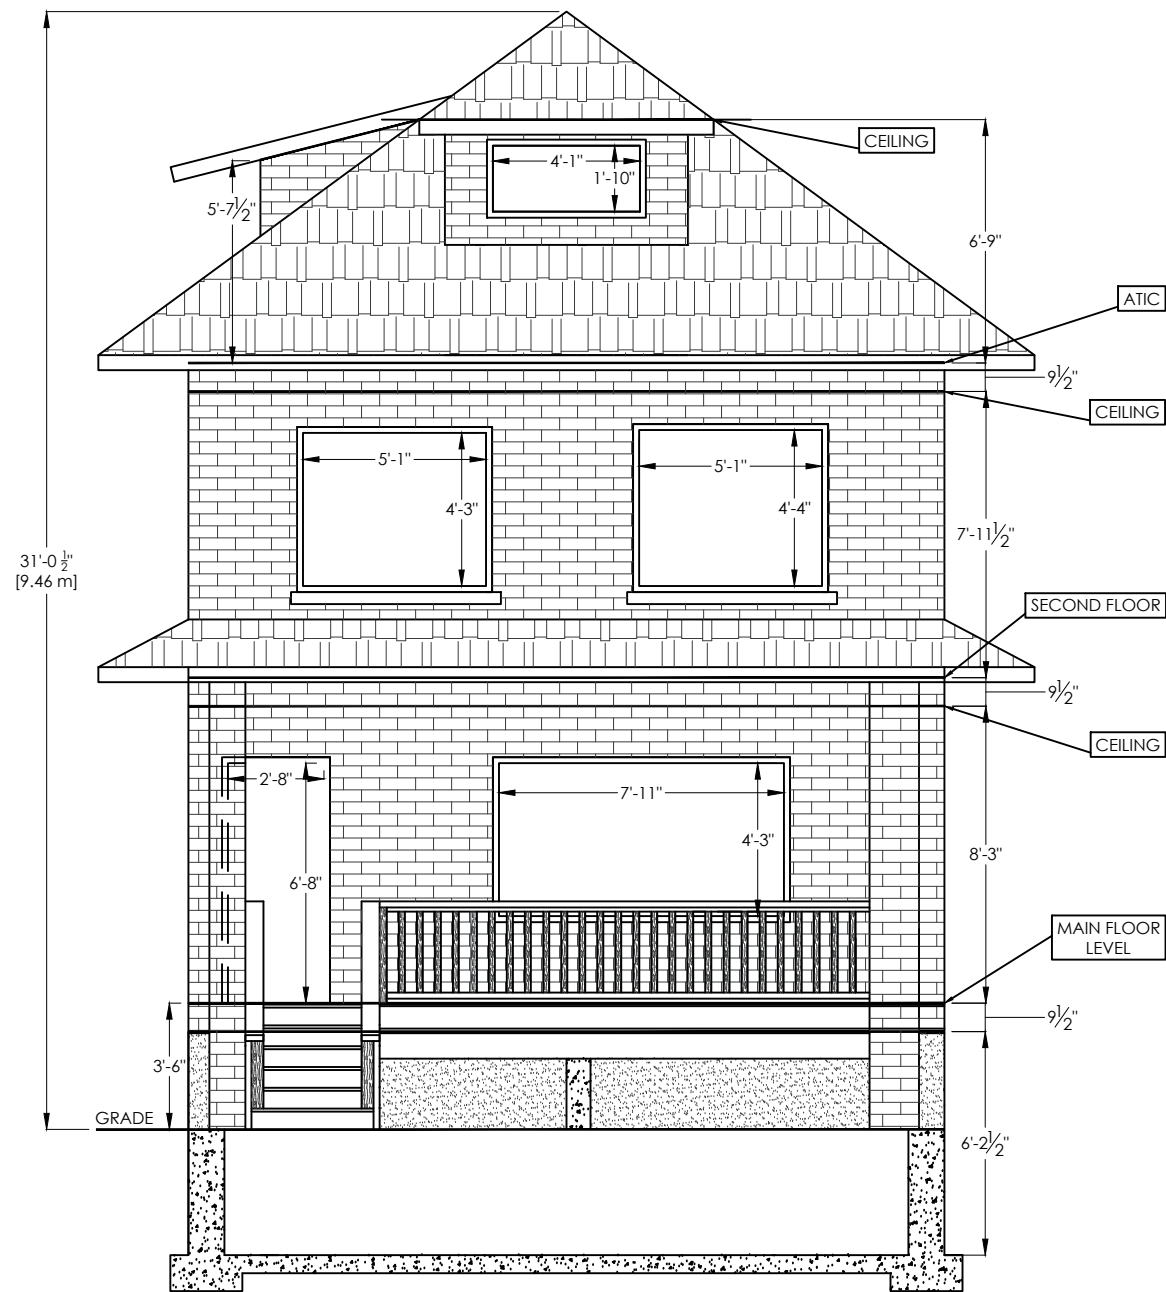 CEILING
4'-1"
1'-10"
5'-7½"
6'-9"
ATIC
9½"
CEILING
5'-1"
5'-1"
4'-3"
4'-4"
7'-11½"
31'-0 ½"
[9.46 m]
SECOND FLOOR
9½"
CEILING
2'-8"
7'-11"
4'-3"
8'-3"
6'-8"
MAIN FLOOR
LEVEL
9½"
3'-6"
GRADE
6'-2½"